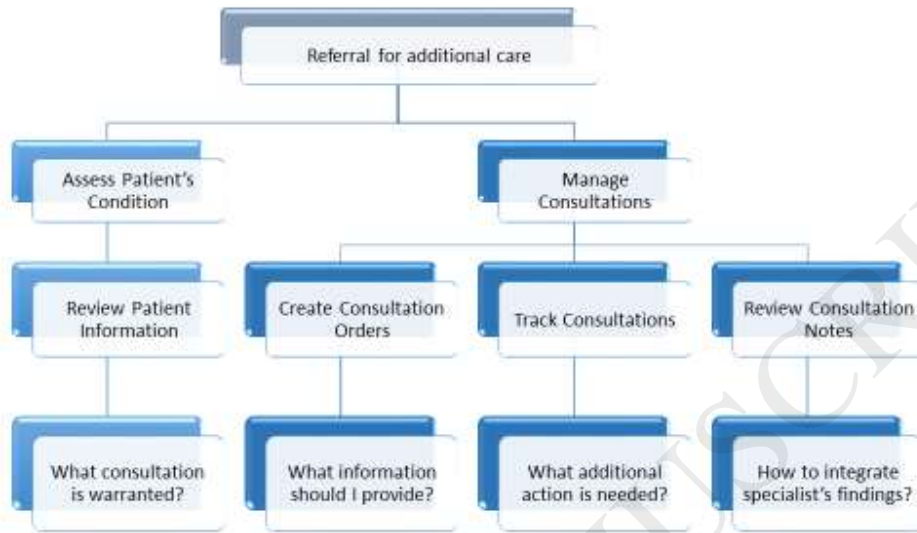 Referral for additional care
Assess Patient's
Condition
Manage
Consultations
Review Patient
Information
Create Consultation
Orders
Track Consultations
Review Consultation
Notes
What consultation
is warranted?
What information
should I provide?
What additional
action is needed?
How to integrate
specialist's findings?